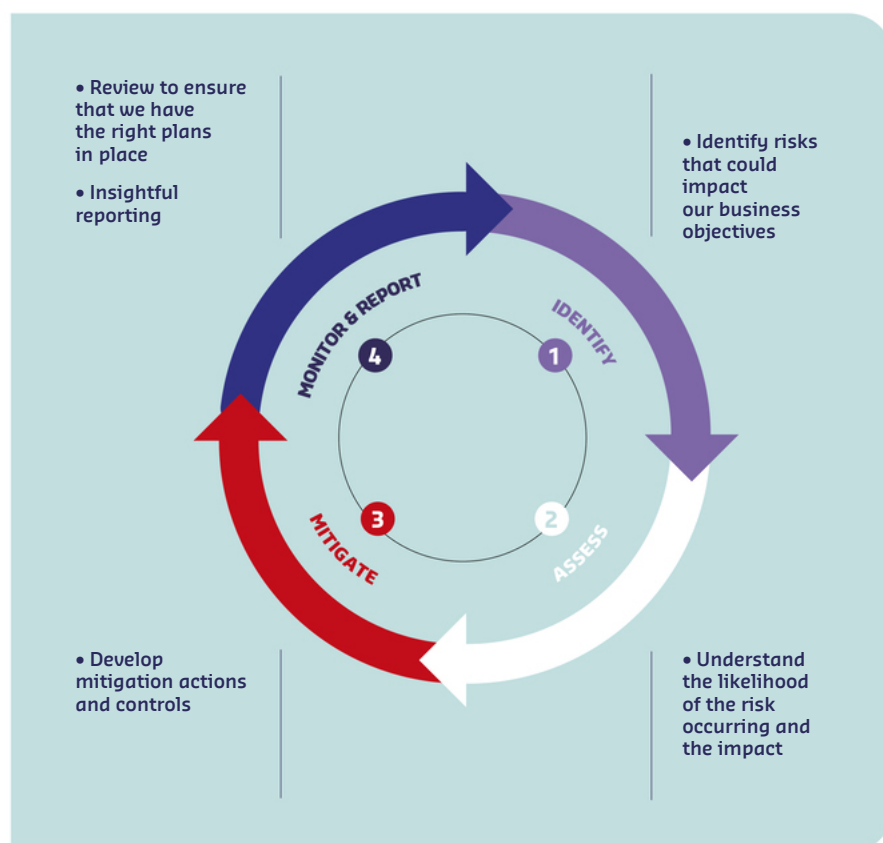 • Review to ensure
that we have
the right plans
in place
• Insightful
reporting
• Identify risks
that could
impact
our business
objectives
MONITOR & REPORT
4
IDENTIFY
1
3
MITIGATE
2
ASSESS
• Develop
mitigation actions
and controls
• Understand
the likelihood
of the risk
occurring and
the impact